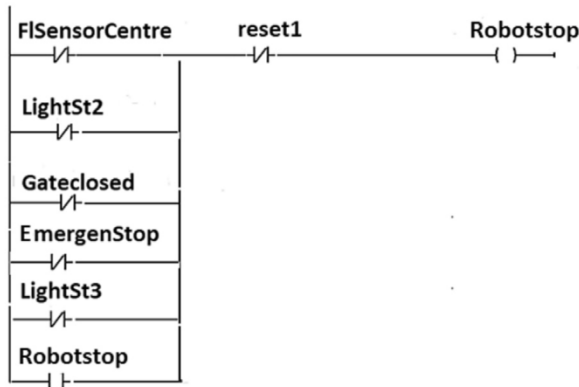 FlSensorCentre reset1 Robotstop
LightSt2
Gateclosed
EmergenStop
LightSt3
Robotstop